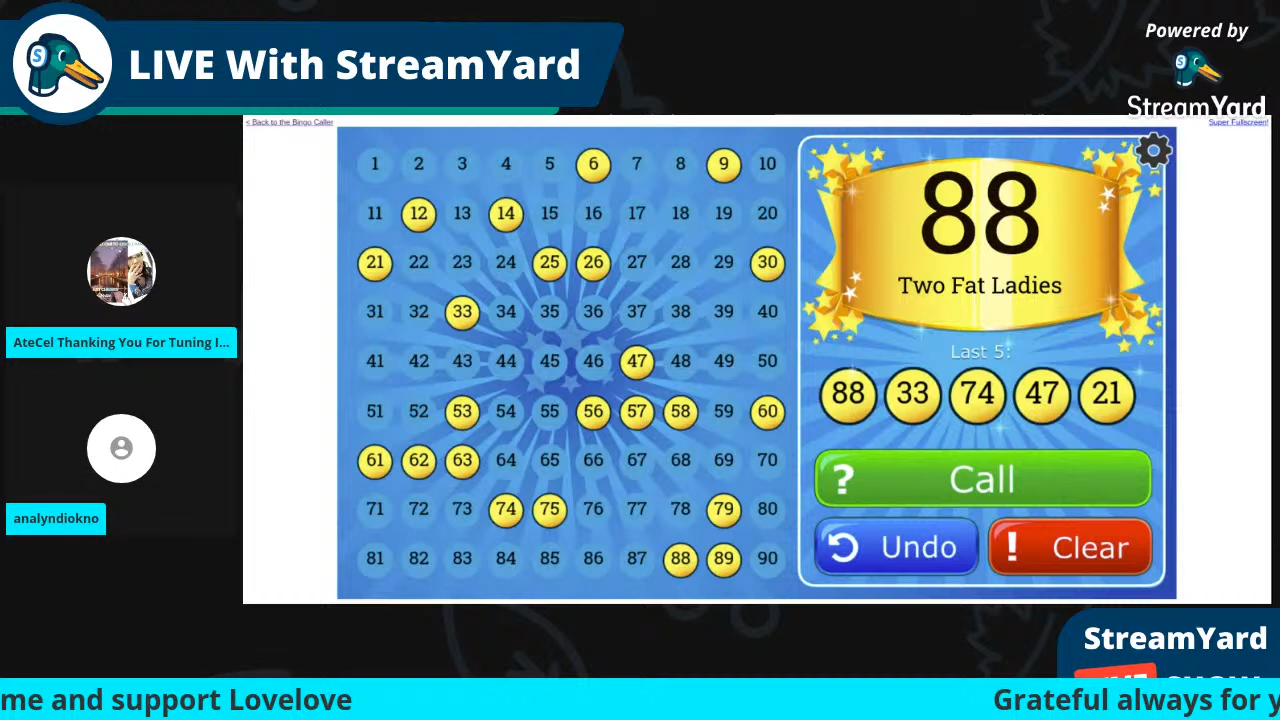 LIVE With StreamYard
Powered by
StreamYard
< Back to the Bingo Caller
Super Fullscreen!
1 2 3 4 5 6 7 8 9 10
11 12 13 14 15 16 17 18 19 20
21 22 23 24 25 26 27 28 29 30
31 32 33 34 35 36 37 38 39 40
41 42 43 44 45 46 47 48 49 50
51 52 53 54 55 56 57 58 59 60
61 62 63 64 65 66 67 68 69 70
71 72 73 74 75 76 77 78 79 80
81 82 83 84 85 86 87 88 89 90
88
Two Fat Ladies
Last 5:
88 33 74 47 21
? Call
Undo
! Clear
AteCel Thanking You For Tuning I...
analyndiokno
StreamYard
me and support Lovelove
Grateful always for y